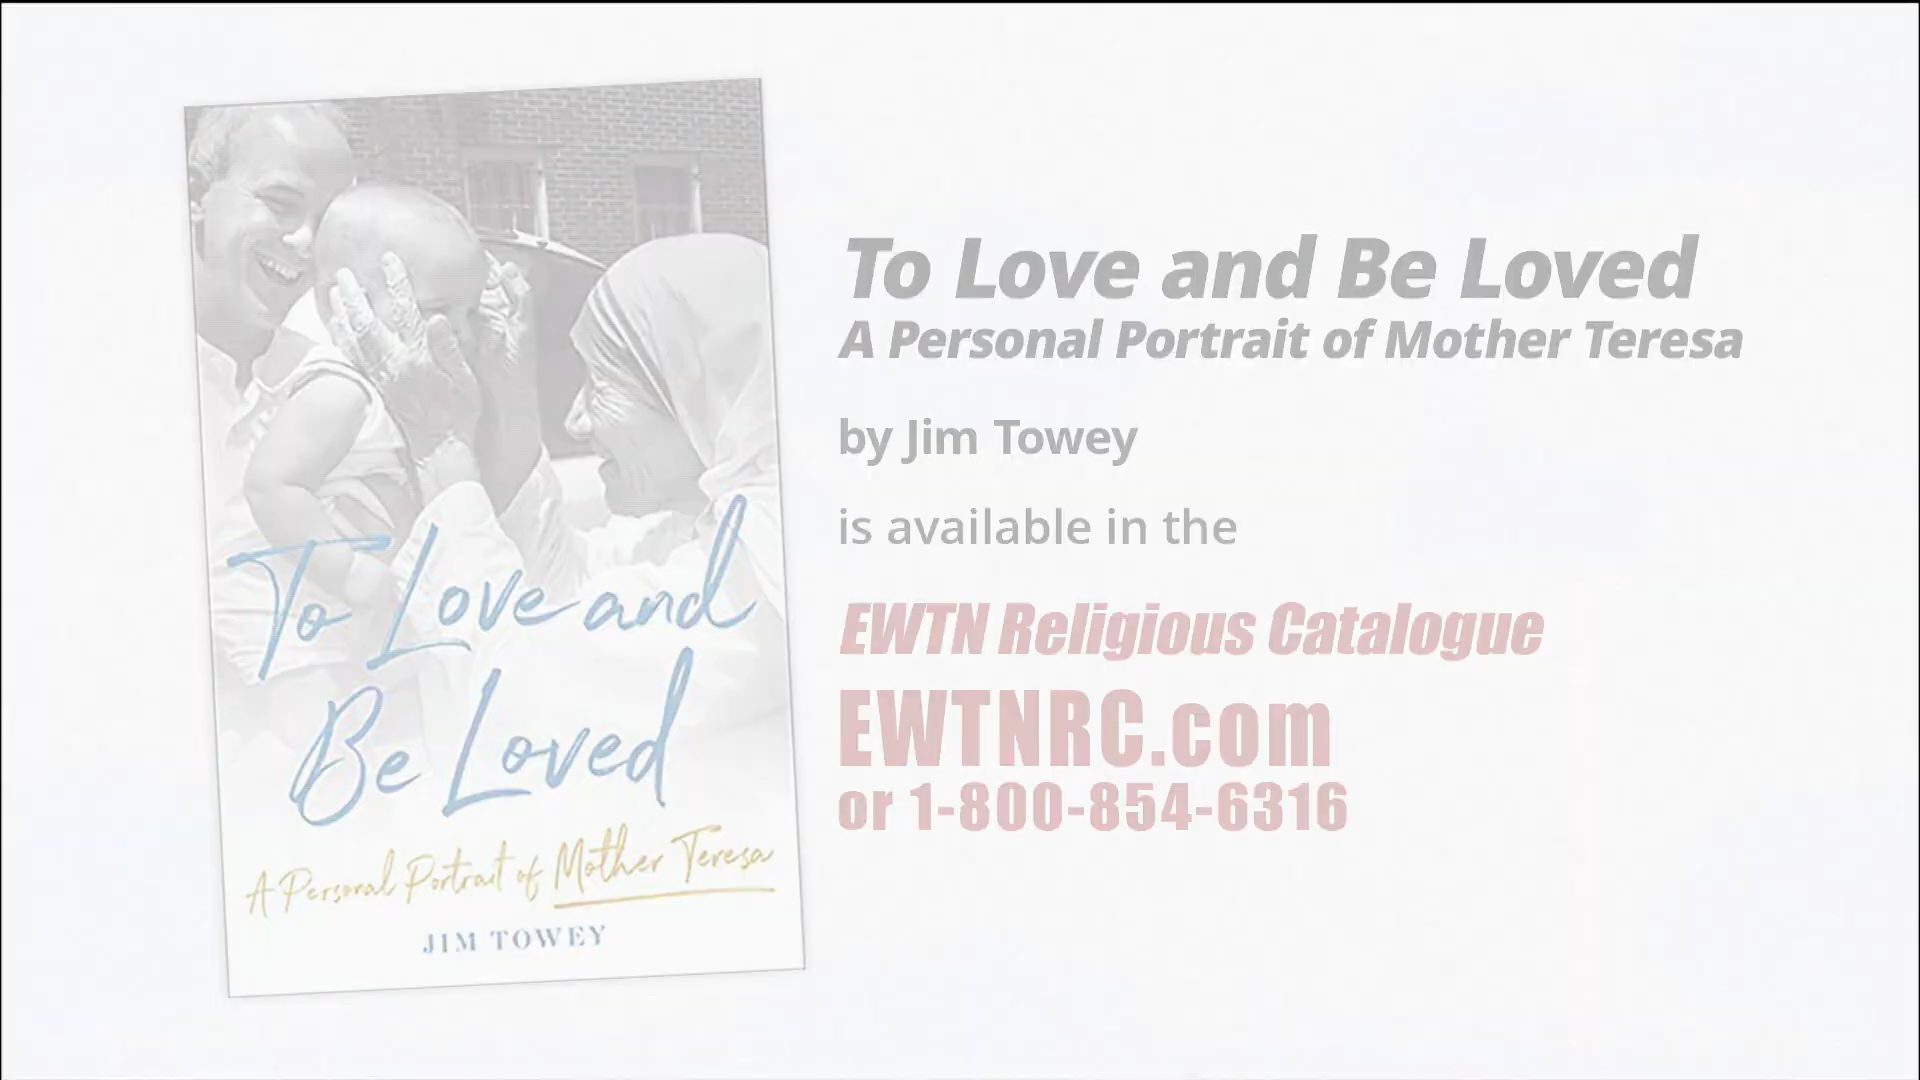 To Love and
Be Loved
A Personal Portrait of Mother Teresa
JIM TOWEY
To Love and Be Loved
A Personal Portrait of Mother Teresa
by Jim Towey
is available in the
EWTN Religious Catalogue
EWTNRC.com
or 1-800-854-6316